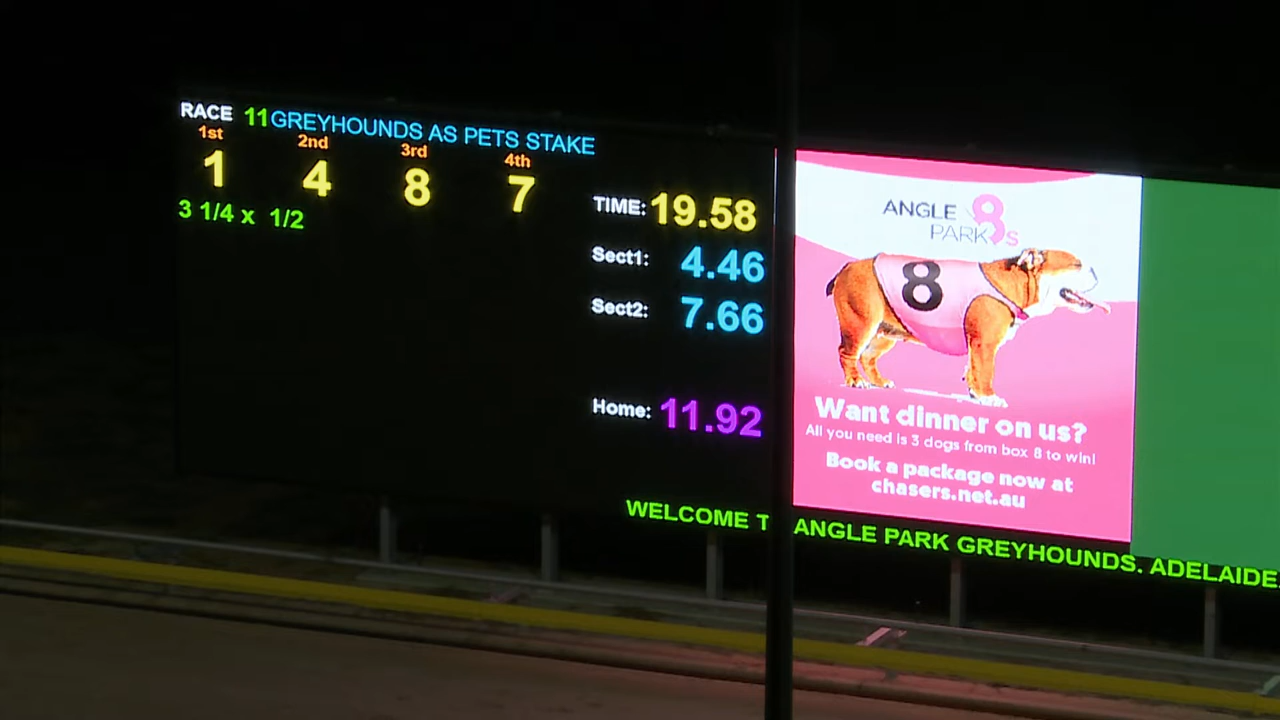 RACE 11 GREYHOUNDS AS PETS STAKE
1st 2nd 3rd 4th
1 4 8 7
3 1/4 x 1/2
TIME: 19.58
Sect1: 4.46
Sect2: 7.66
Home: 11.92
ANGLE
PARK 8s
8
Want dinner on us?
All you need is 3 dogs from box 8 to win!
Book a package now at
chasers.net.au
WELCOME T ANGLE PARK GREYHOUNDS. ADELAIDE